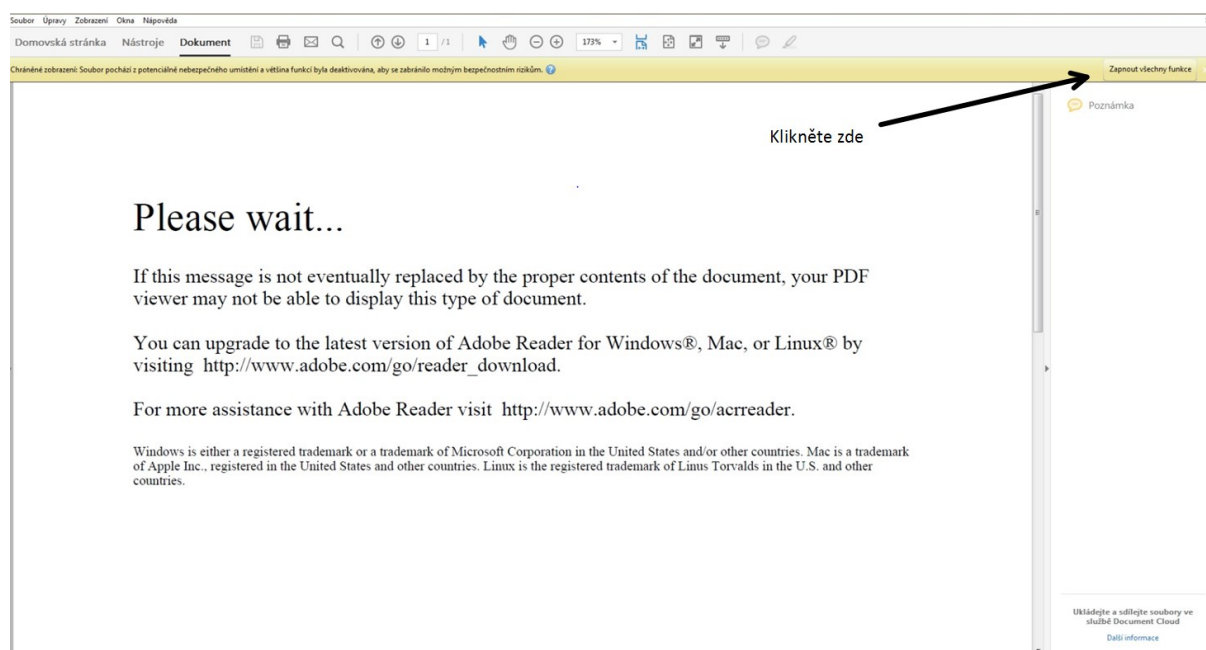 Soubor Úpravy Zobrazení Okna Nápověda
Domovská stránka Nástroje Dokument 1 /1 173%
Chráněné zobrazení: Soubor pochází z potenciálně nebezpečného umístění a většina funkcí byla deaktivována, aby se zabránilo možným bezpečnostním rizikům. Zapnout všechny funkce
Poznámka
Klikněte zde
Please wait...
If this message is not eventually replaced by the proper contents of the document, your PDF
viewer may not be able to display this type of document.
You can upgrade to the latest version of Adobe Reader for Windows®, Mac, or Linux® by
visiting http://www.adobe.com/go/reader_download.
For more assistance with Adobe Reader visit http://www.adobe.com/go/acrreader.
Windows is either a registered trademark or a trademark of Microsoft Corporation in the United States and/or other countries. Mac is a trademark
of Apple Inc., registered in the United States and other countries. Linux is the registered trademark of Linus Torvalds in the U.S. and other
countries.
Ukládejte a sdílejte soubory ve
službě Document Cloud
Další informace